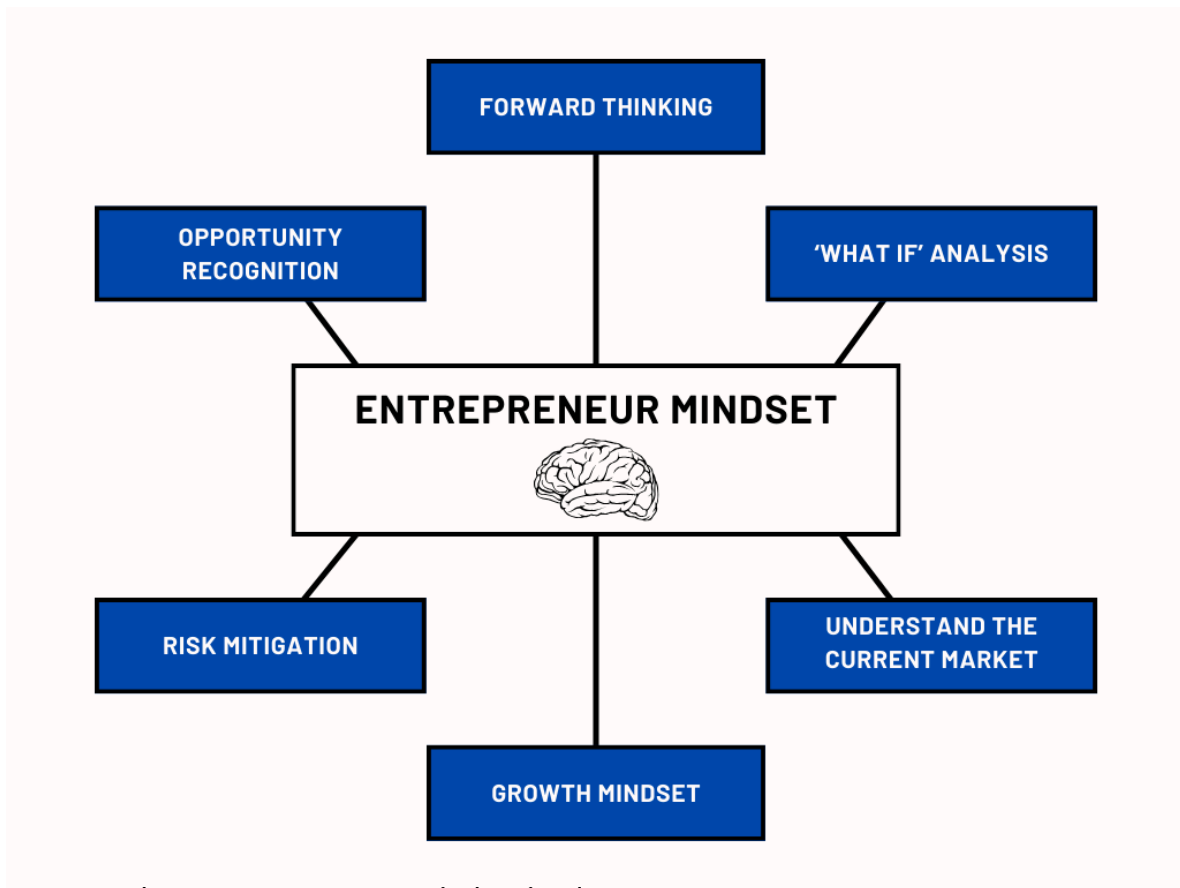 FORWARD THINKING
OPPORTUNITY
RECOGNITION
‘WHAT IF’ ANALYSIS
ENTREPRENEUR MINDSET
RISK MITIGATION
UNDERSTAND THE
CURRENT MARKET
GROWTH MINDSET